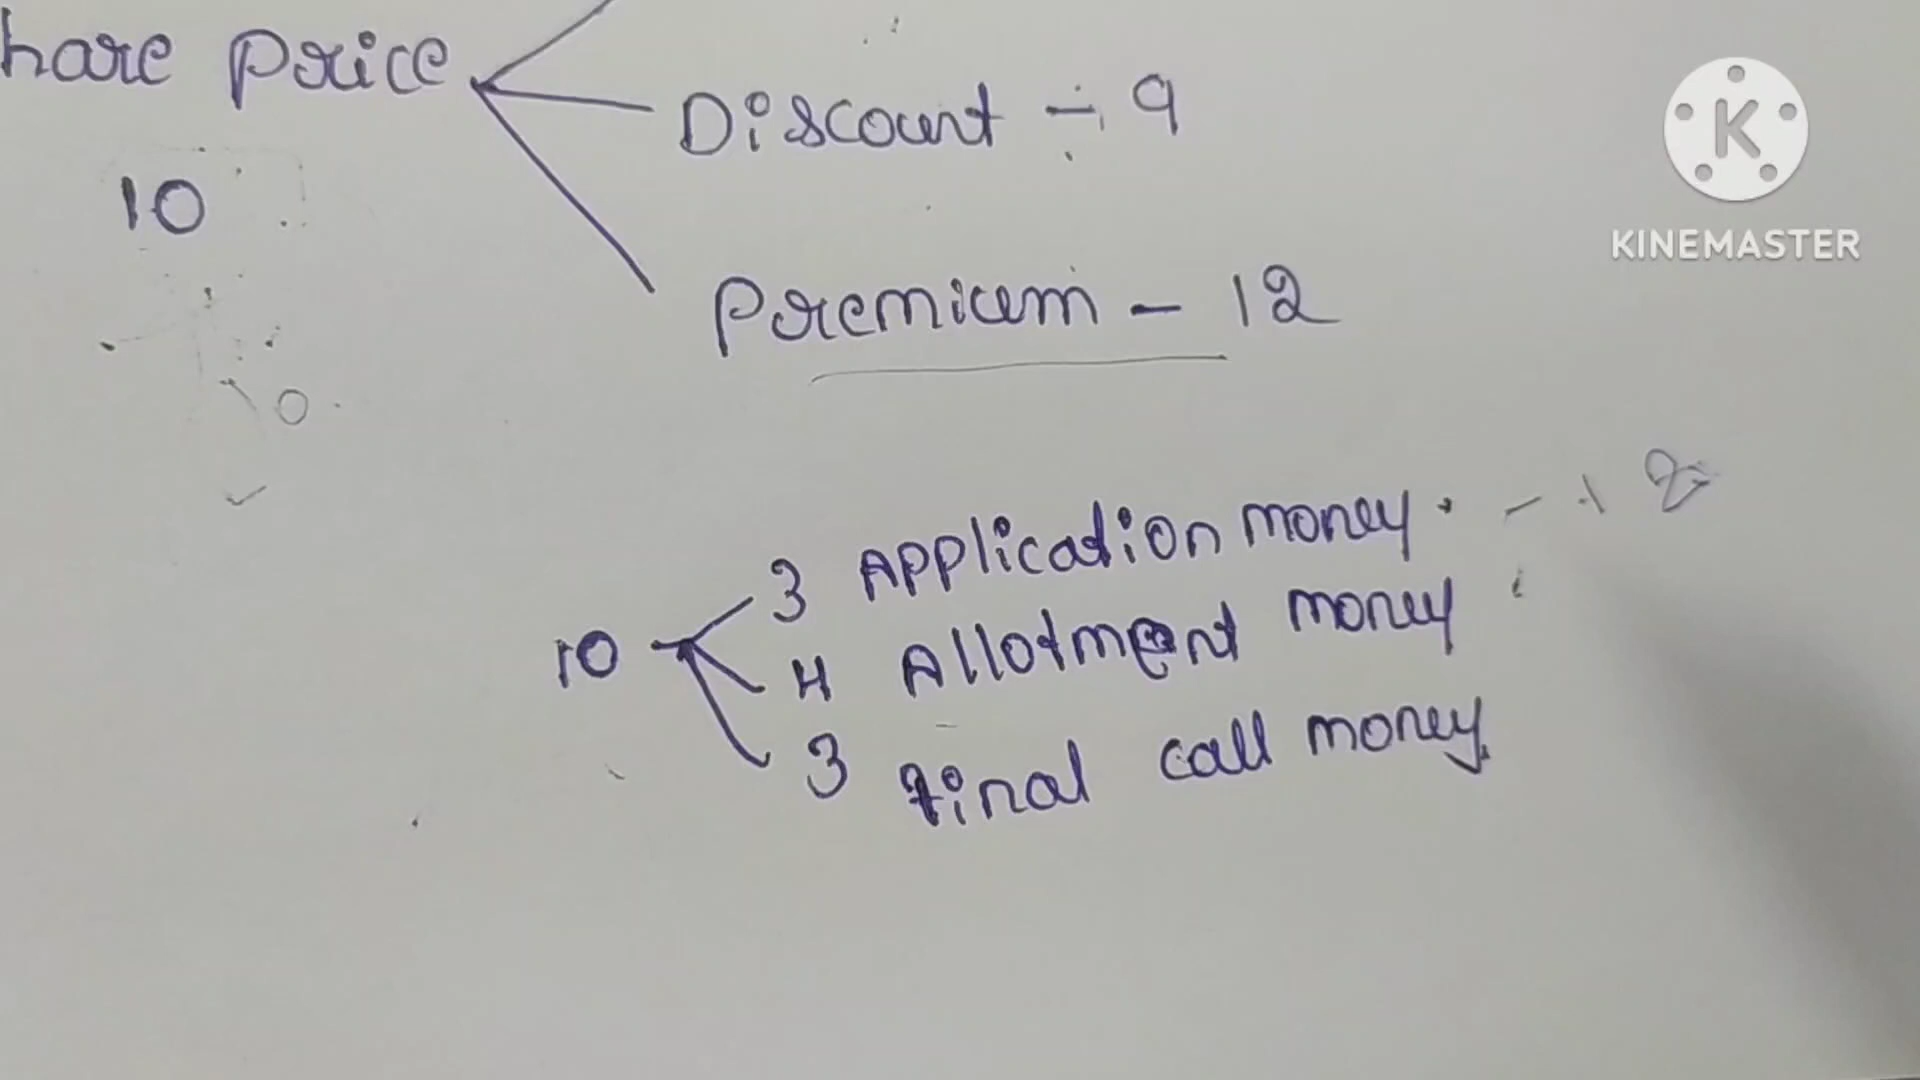 hare price
Discount - 9
10
Premium - 12
KINEMASTER
3 Application money
10
4 Allotment money
3 final call money